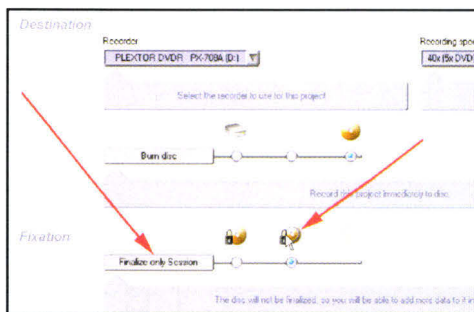 Destination
Recorder
Recording spe
PLEXTOR DVDR PX-708A (D:)
40x (5x DVD)
Select the recorder to use for this project
Burn disc
Record this project immediately to disc.
Fixation
Finalize only Session
The disc will not be finalized, so you will be able to add more data to it in